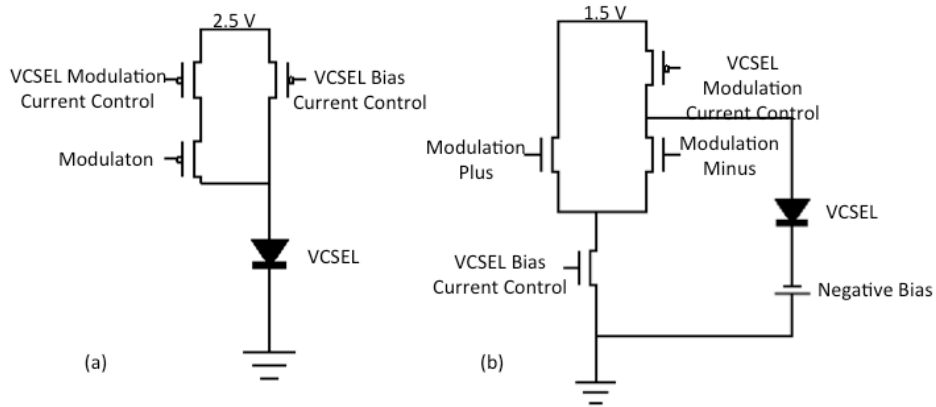 2.5 V
VCSEL Modulation
Current Control
VCSEL Bias
Current Control
Modulaton
VCSEL
(a)
1.5 V
VCSEL
Modulation
Current Control
Modulation
Plus
Modulation
Minus
VCSEL
VCSEL Bias
Current Control
Negative Bias
(b)